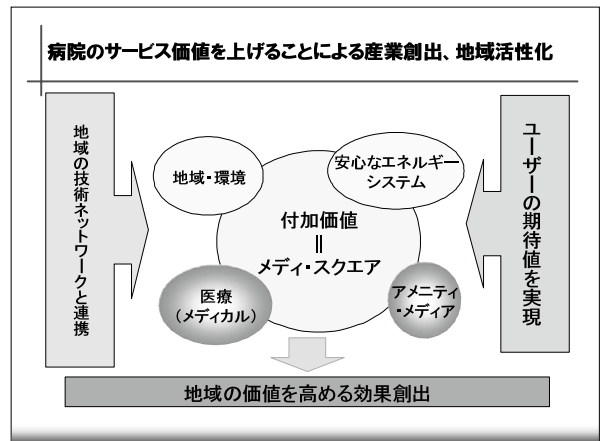 病院のサービス価値を上げることによる産業創出、地域活性化
地域の技術ネットワークと連携
地域・環境
安心なエネルギー
システム
付加価値
＝
メディ・スクエア
医療
（メディカル）
アメニティ
・メディア
ユーザーの期待値を実現
地域の価値を高める効果創出